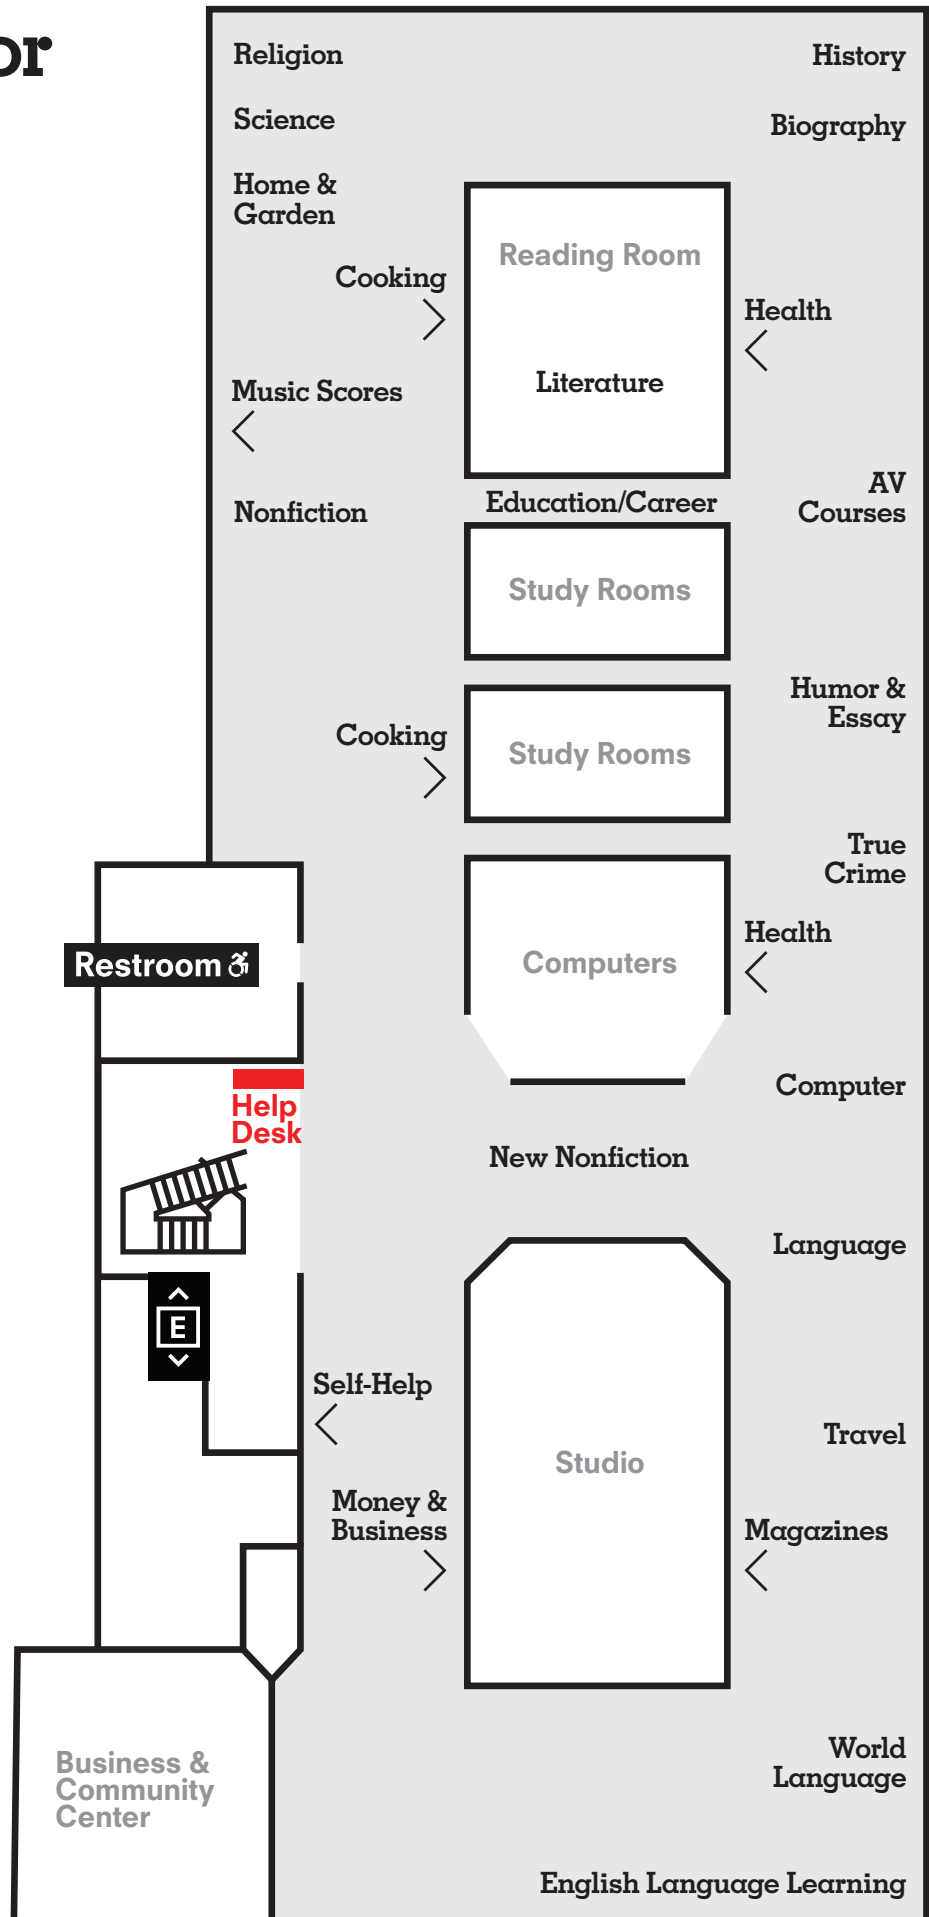 or
Religion
History
Science
Biography
Home &
Garden
Reading Room
Cooking
Health
Literature
Music Scores
AV
Courses
Education/Career
Nonfiction
Study Rooms
Humor &
Essay
Cooking
Study Rooms
True
Crime
Health
Restroom
Computers
Computer
Help
Desk
New Nonfiction
Language
E
Self-Help
Travel
Studio
Money &
Business
Magazines
World
Language
Business &
Community
Center
English Language Learning